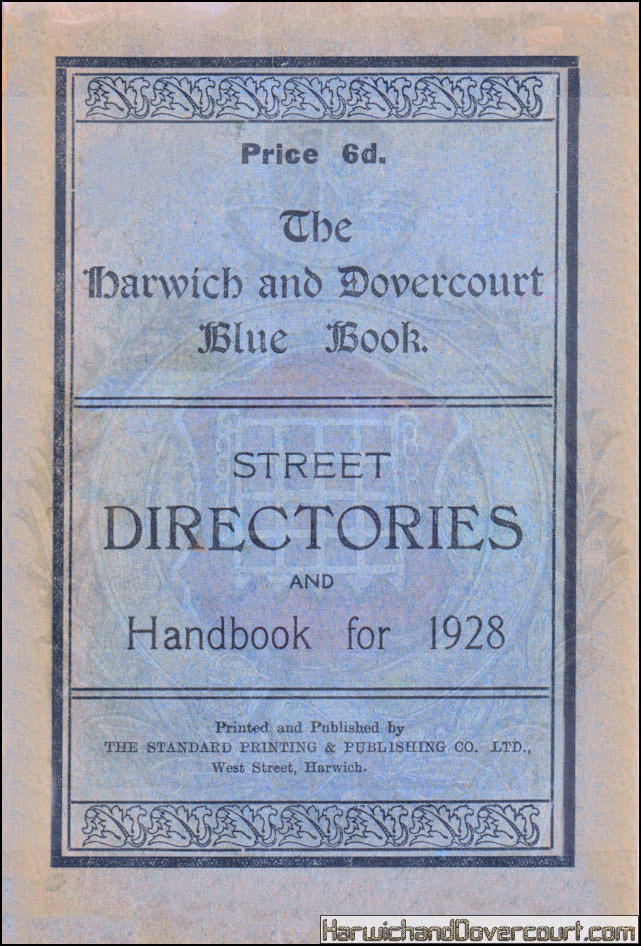 Price 6d.
The
Harwich and Dovercourt
Blue Book.
STREET
DIRECTORIES
AND
Handbook for 1928
Printed and Published by
THE STANDARD PRINTING & PUBLISHING CO. LTD.,
West Street, Harwich.
HarwichandDovercourt.com